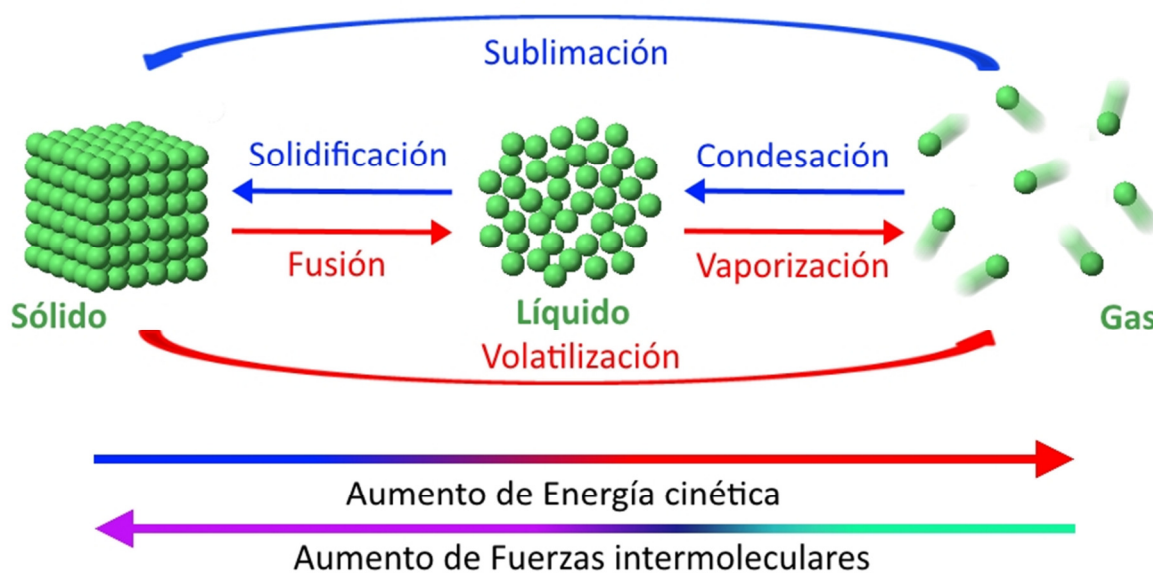 Sublimación
Solidificación
Condesación
Fusión
Vaporización
Sólido
Líquido
Gas
Volatilización
Aumento de Energía cinética
Aumento de Fuerzas intermoleculares